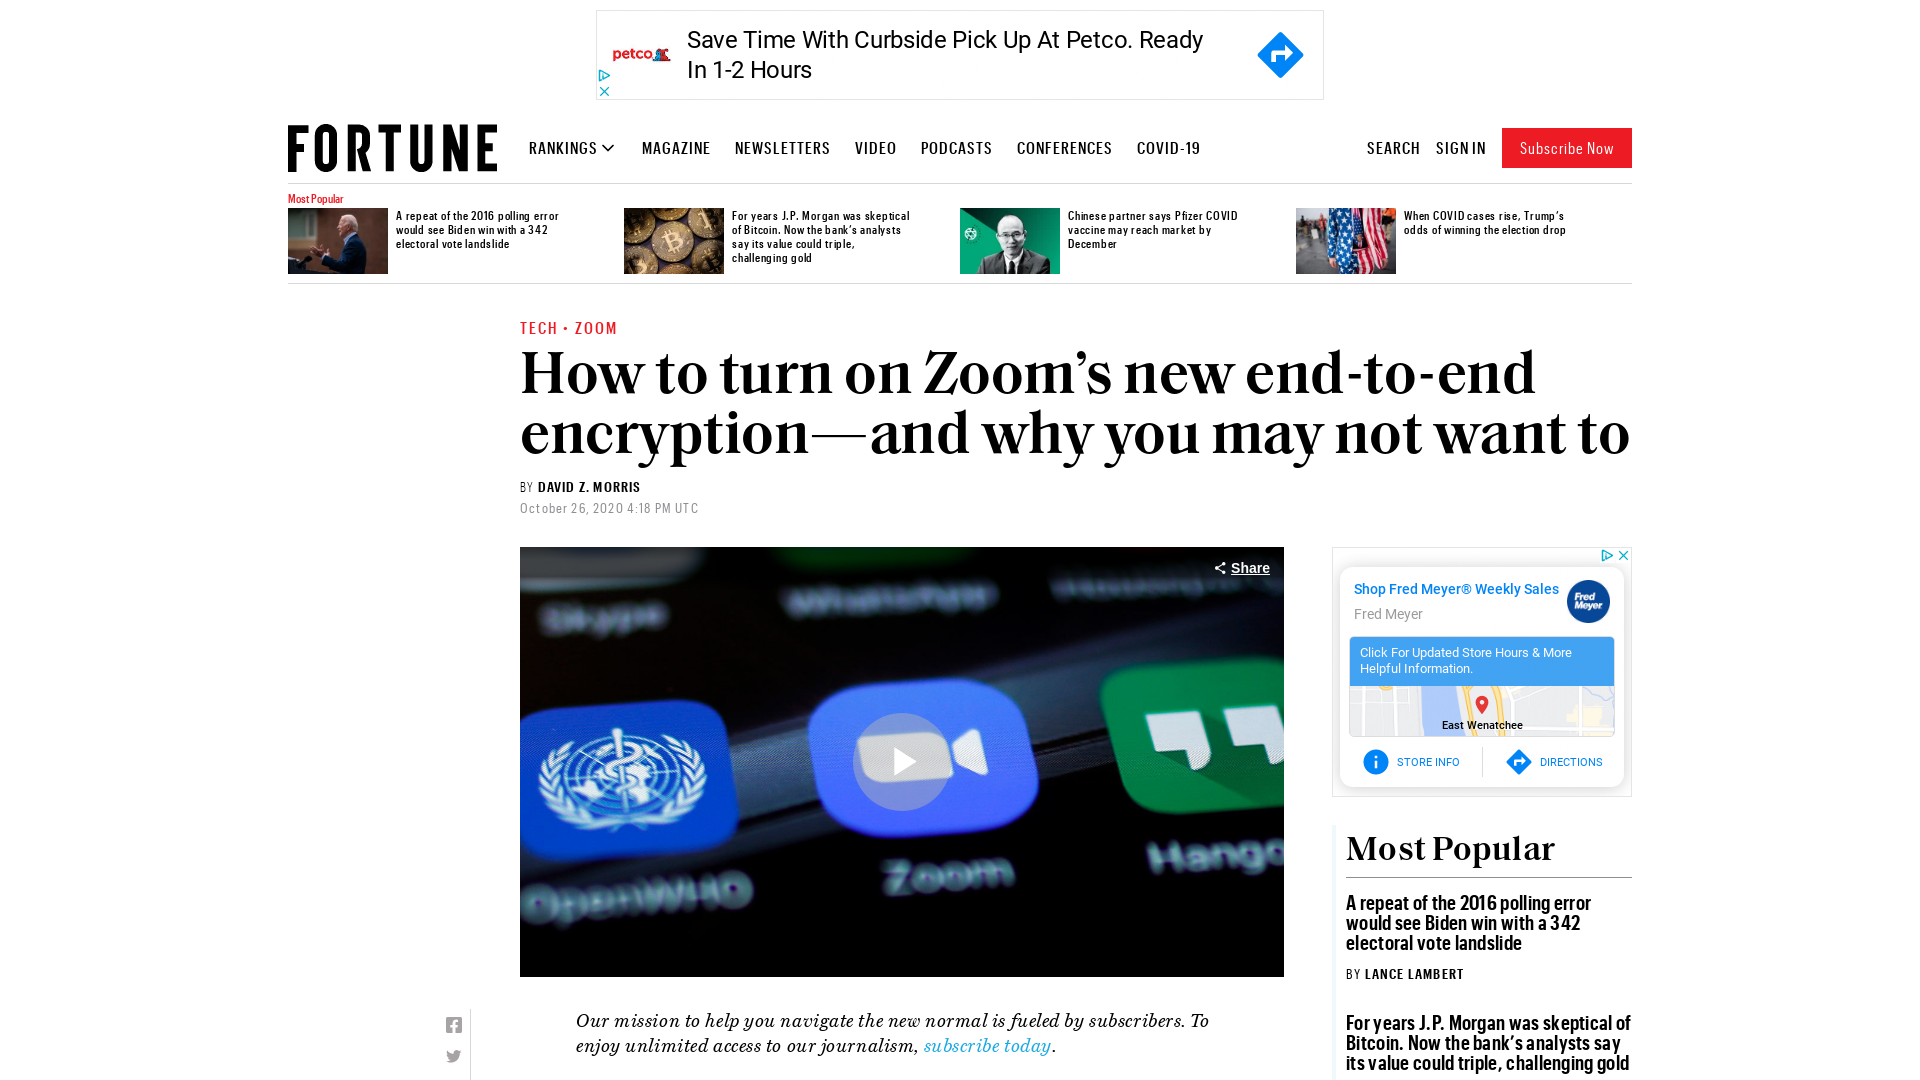 Save Time With Curbside Pick Up At Petco. Ready
In 1-2 Hours
petco
FORTUNE
RANKINGS
MAGAZINE
NEWSLETTERS
VIDEO
PODCASTS
CONFERENCES
COVID-19
SEARCH
SIGN IN
Subscribe Now
Most Popular
A repeat of the 2016 polling error
would see Biden win with a 342
electoral vote landslide
For years J.P. Morgan was skeptical
of Bitcoin. Now the bank’s analysts
say its value could triple,
challenging gold
Chinese partner says Pfizer COVID
vaccine may reach market by
December
When COVID cases rise, Trump’s
odds of winning the election drop
TECH • ZOOM
How to turn on Zoom’s new end-to-end
encryption—and why you may not want to
BY DAVID Z. MORRIS
October 26, 2020 4:18 PM UTC
Share
Skype
WhatsApp
OpenWHO
Zoom
Hango
Shop Fred Meyer® Weekly Sales
Fred Meyer
Fred
Meyer
Click For Updated Store Hours & More
Helpful Information.
East Wenatchee
STORE INFO
DIRECTIONS
Most Popular
A repeat of the 2016 polling error
would see Biden win with a 342
electoral vote landslide
BY LANCE LAMBERT
For years J.P. Morgan was skeptical of
Bitcoin. Now the bank’s analysts say
its value could triple, challenging gold
Our mission to help you navigate the new normal is fueled by subscribers. To
enjoy unlimited access to our journalism, subscribe today.